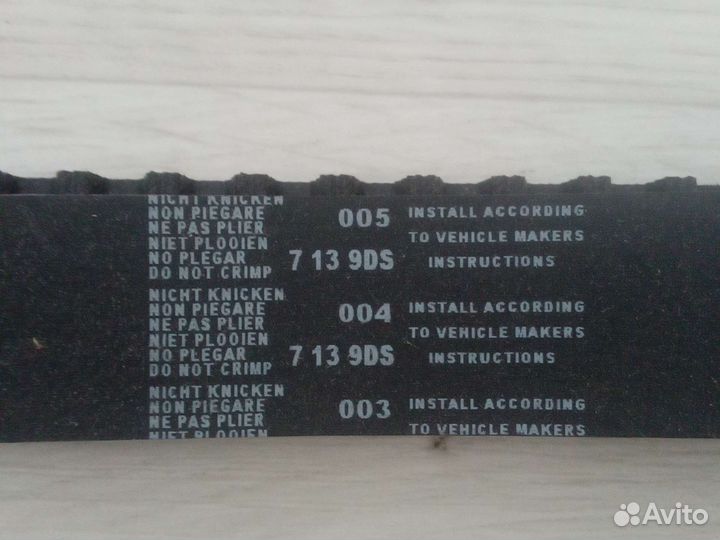 NICHT KNICKEN
NON PIEGARE
NE PAS PLIER
NIET PLOOIEN
NO PLEGAR
DO NOT CRIMP
005
7 13 9DS
INSTALL ACCORDING
TO VEHICLE MAKERS
INSTRUCTIONS
NICHT KNICKEN
NON PIEGARE
NE PAS PLIER
NIET PLOOIEN
NO PLEGAR
DO NOT CRIMP
004
7 13 9DS
INSTALL ACCORDING
TO VEHICLE MAKERS
INSTRUCTIONS
NICHT KNICKEN
NON PIEGARE
NE PAS PLIER
NIET PLOOIEN
003
INSTALL ACCORDING
TO VEHICLE MAKERS
Avito